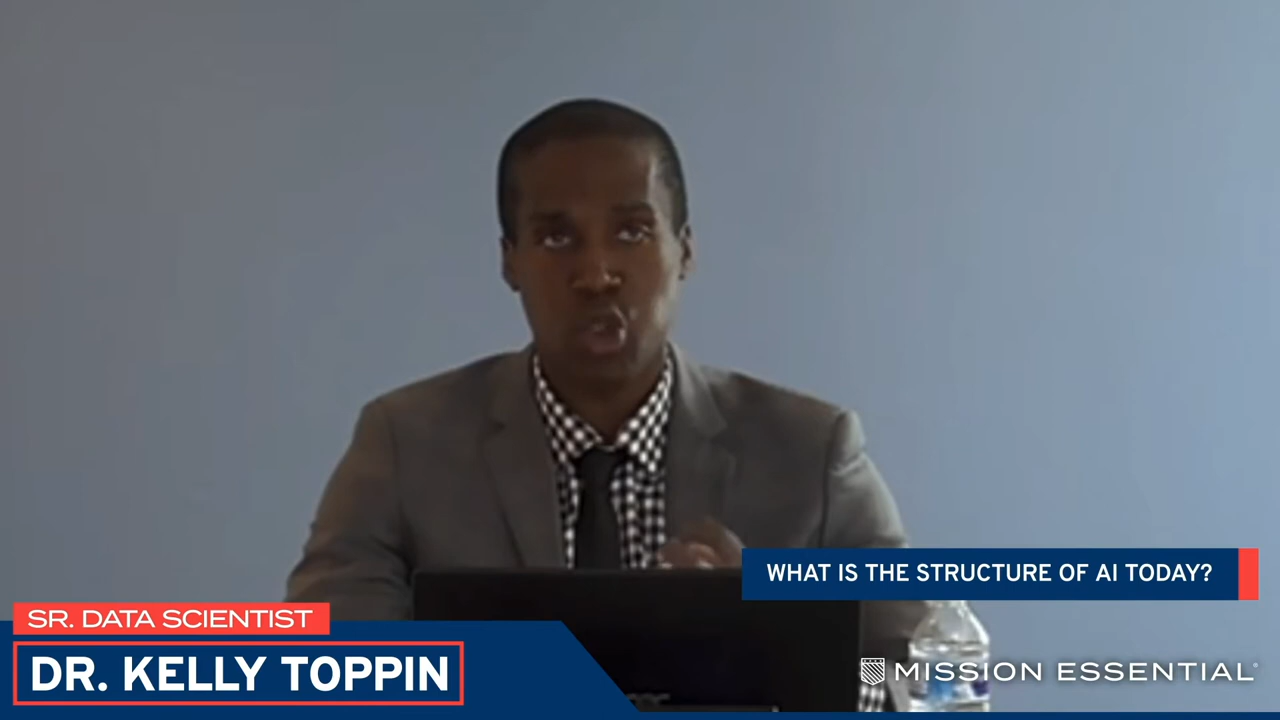 WHAT IS THE STRUCTURE OF AI TODAY?
SR. DATA SCIENTIST
DR. KELLY TOPPIN
MISSION ESSENTIAL®